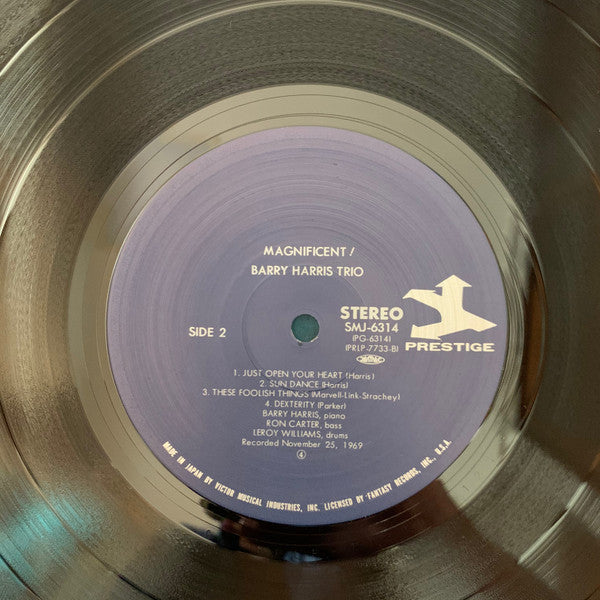 MAGNIFICENT!
BARRY HARRIS TRIO
STEREO
SMJ-6314
(PG-6314)
(PRLP-7733-B)
SIDE 2
PRESTIGE
1. JUST OPEN YOUR HEART (Harris)
2. SUN DANCE (Harris)
3. THESE FOOLISH THINGS (Marvell-Link-Strachey)
4. DEXTERITY (Parker)
BARRY HARRIS, piano
RON CARTER, bass
LEROY WILLIAMS, drums
Recorded November 25, 1969
④
MADE IN JAPAN BY VICTOR MUSICAL INDUSTRIES, INC. LICENSED BY FANTASY RECORDS, INC., U.S.A.